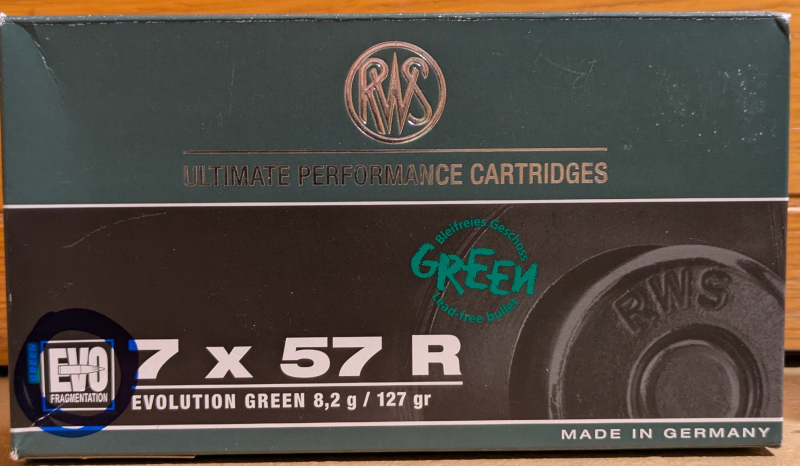 RWS
ULTIMATE PERFORMANCE CARTRIDGES
Bleifreies Geschoss
GREEN
Lead-free bullet
RWS
GREEN
EVO
FRAGMENTATION
7 x 57 R
EVOLUTION GREEN 8,2 g / 127 gr
MADE IN GERMANY